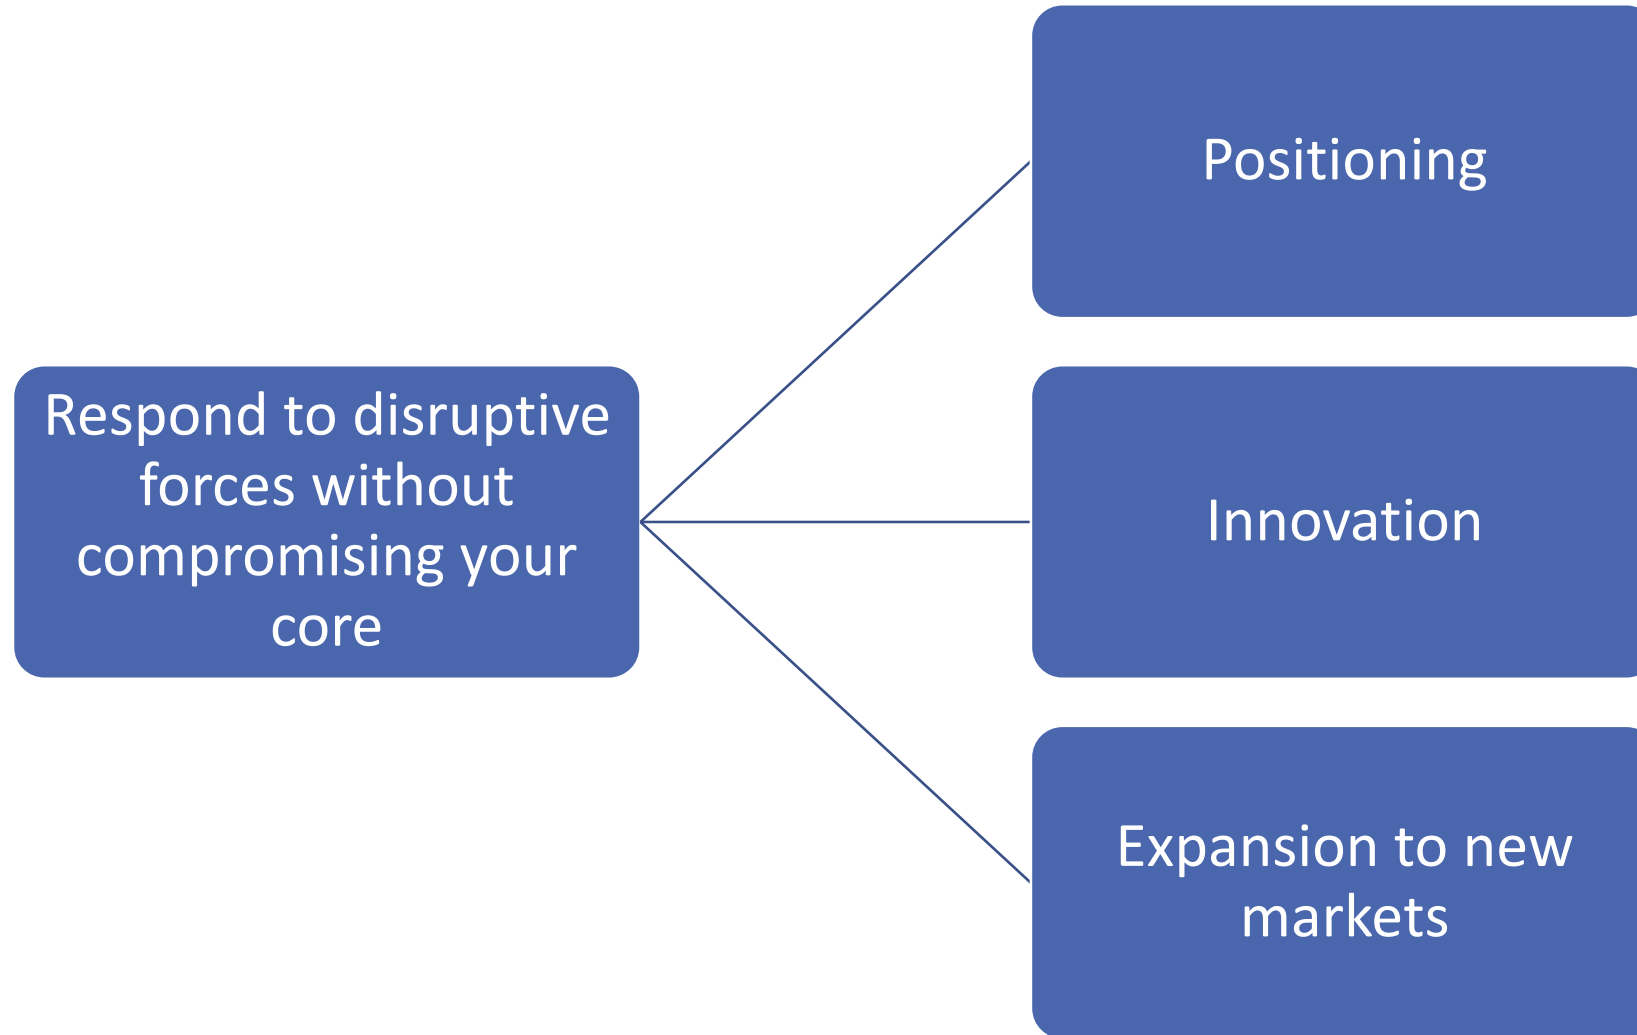 Positioning
Respond to disruptive
forces without
compromising your
core
Innovation
Expansion to new
markets